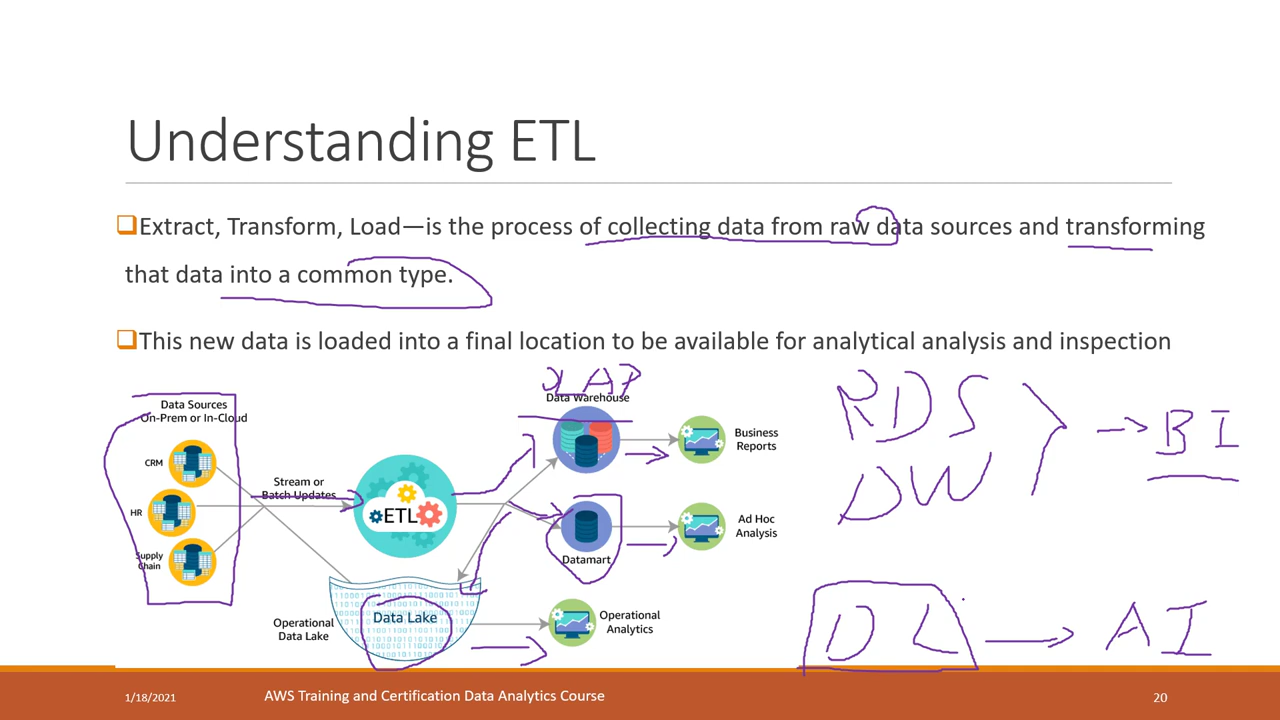 Understanding ETL
Extract, Transform, Load—is the process of collecting data from raw data sources and transforming
that data into a common type.
This new data is loaded into a final location to be available for analytical analysis and inspection
Data Sources
On-Prem or In-Cloud
CRM
HR
Supply
Chain
Stream or
Batch Updates
ETL
OLAP
Data Warehouse
Business
Reports
Datamart
Ad Hoc
Analysis
Operational
Data Lake
Data Lake
Operational
Analytics
RDS
DW
BI
DL
AI
1/18/2021
AWS Training and Certification Data Analytics Course
20